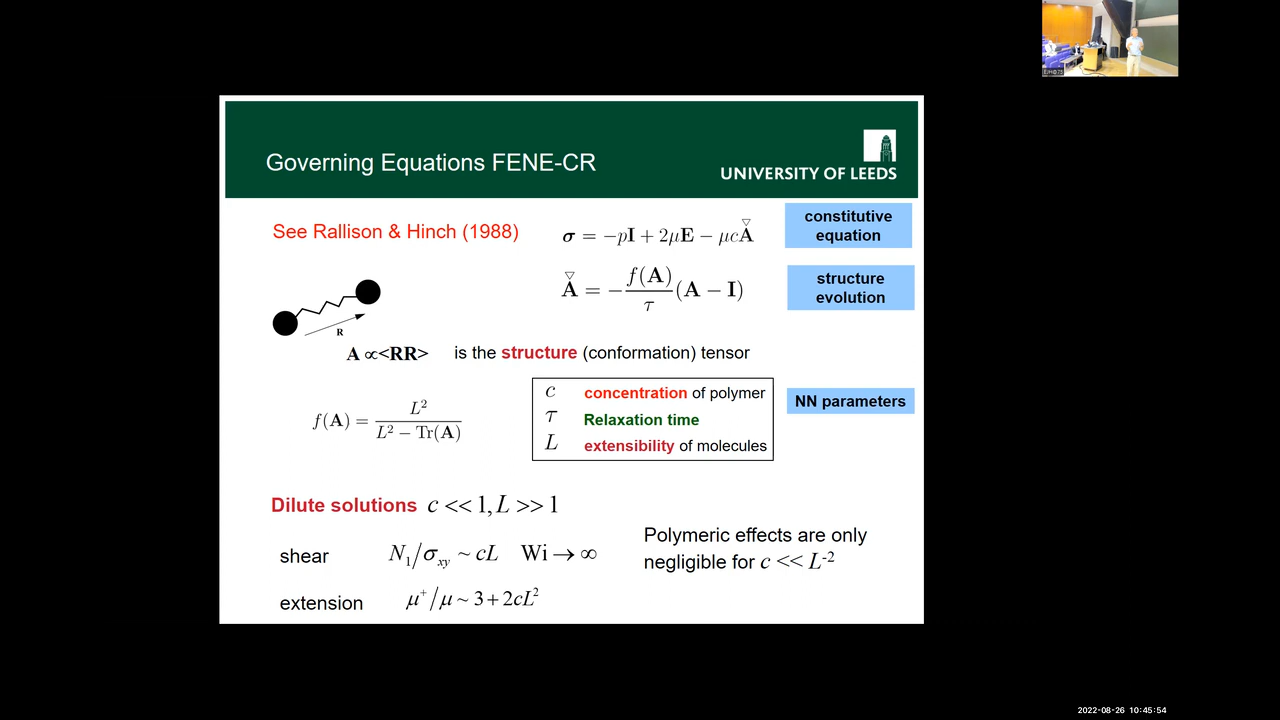 Governing Equations FENE-CR
UNIVERSITY OF LEEDS
See Rallison & Hinch (1988)
σ = −pI + 2μE − μcA▽
constitutive equation
A▽ = − f(A)/τ (A − I)
structure evolution
R
A ∝<RR> is the structure (conformation) tensor
f(A) = L² / (L² − Tr(A))
c concentration of polymer
τ Relaxation time
L extensibility of molecules
NN parameters
Dilute solutions c << 1, L >> 1
shear N₁/σxy ~ cL Wi → ∞
Polymeric effects are only
negligible for c << L⁻²
extension μ⁺/μ ~ 3 + 2cL²
2022-08-26 10:45:54